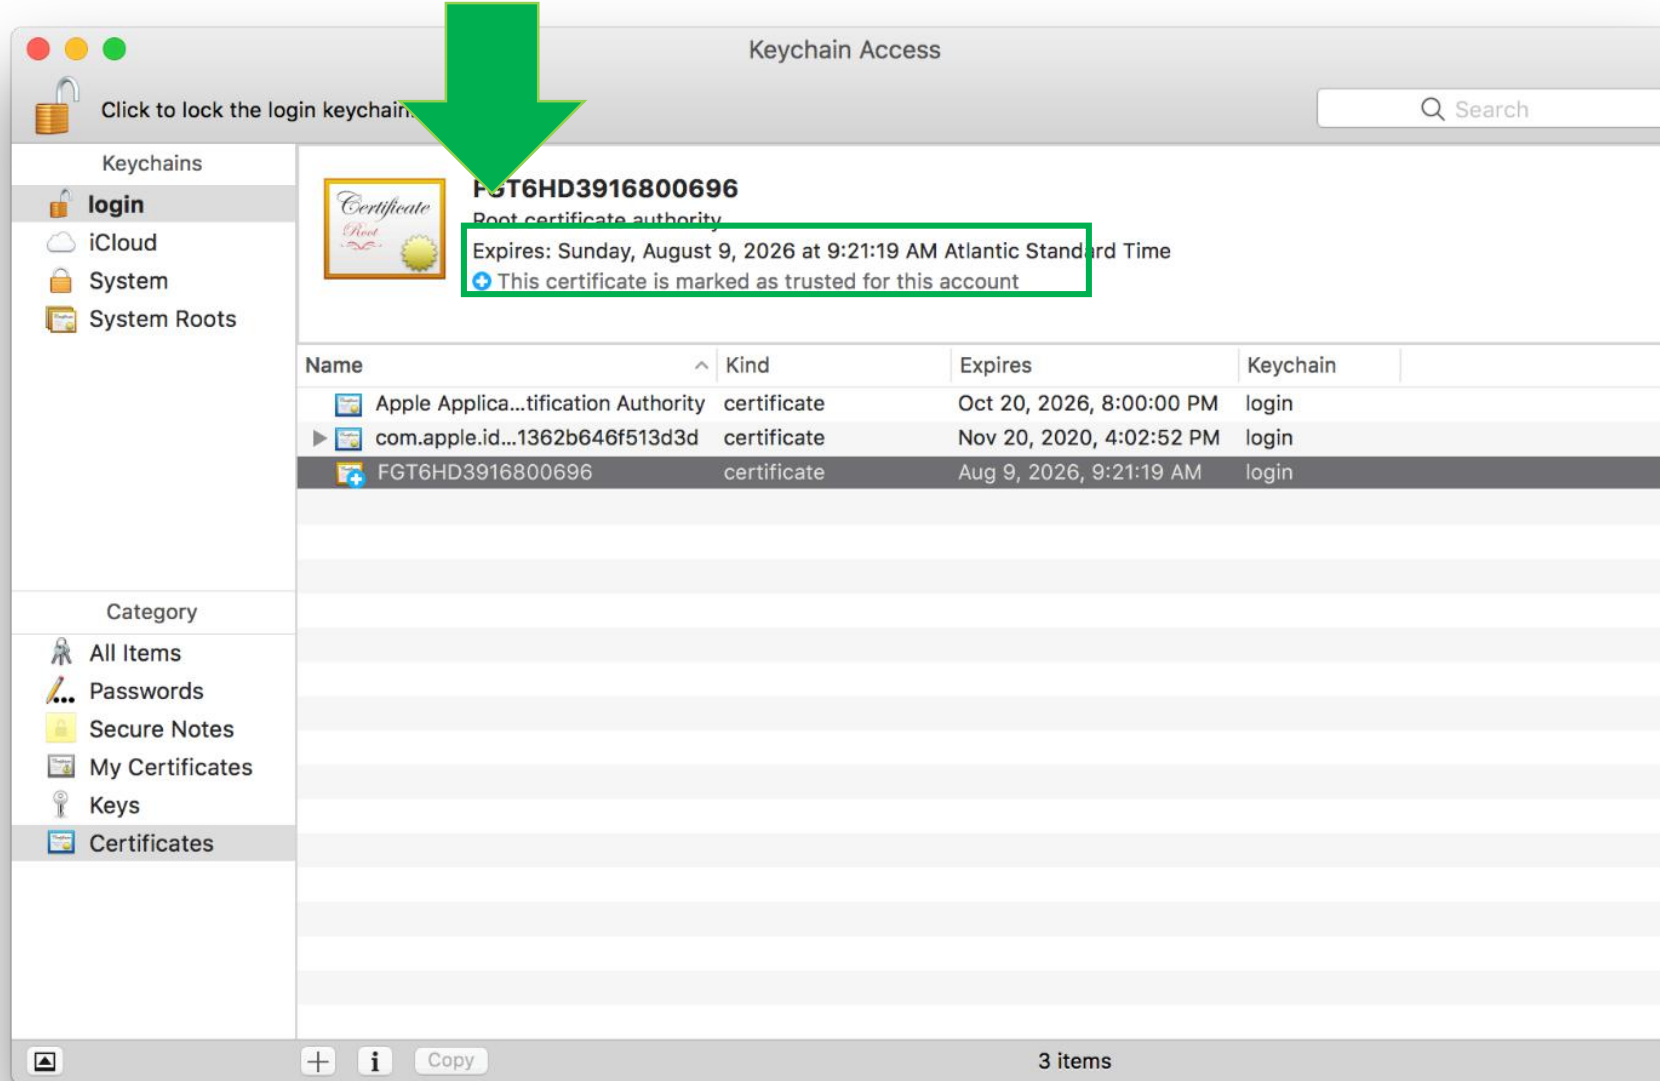 Keychain Access
Click to lock the login keychain.
Search
Keychains
login
iCloud
System
System Roots
Certificate
Root
FGT6HD3916800696
Root certificate authority
Expires: Sunday, August 9, 2026 at 9:21:19 AM Atlantic Standard Time
This certificate is marked as trusted for this account
Name Kind Expires Keychain
Apple Applica...tification Authority certificate Oct 20, 2026, 8:00:00 PM login
com.apple.id...1362b646f513d3d certificate Nov 20, 2020, 4:02:52 PM login
FGT6HD3916800696 certificate Aug 9, 2026, 9:21:19 AM login
Category
All Items
Passwords
Secure Notes
My Certificates
Keys
Certificates
Copy
3 items